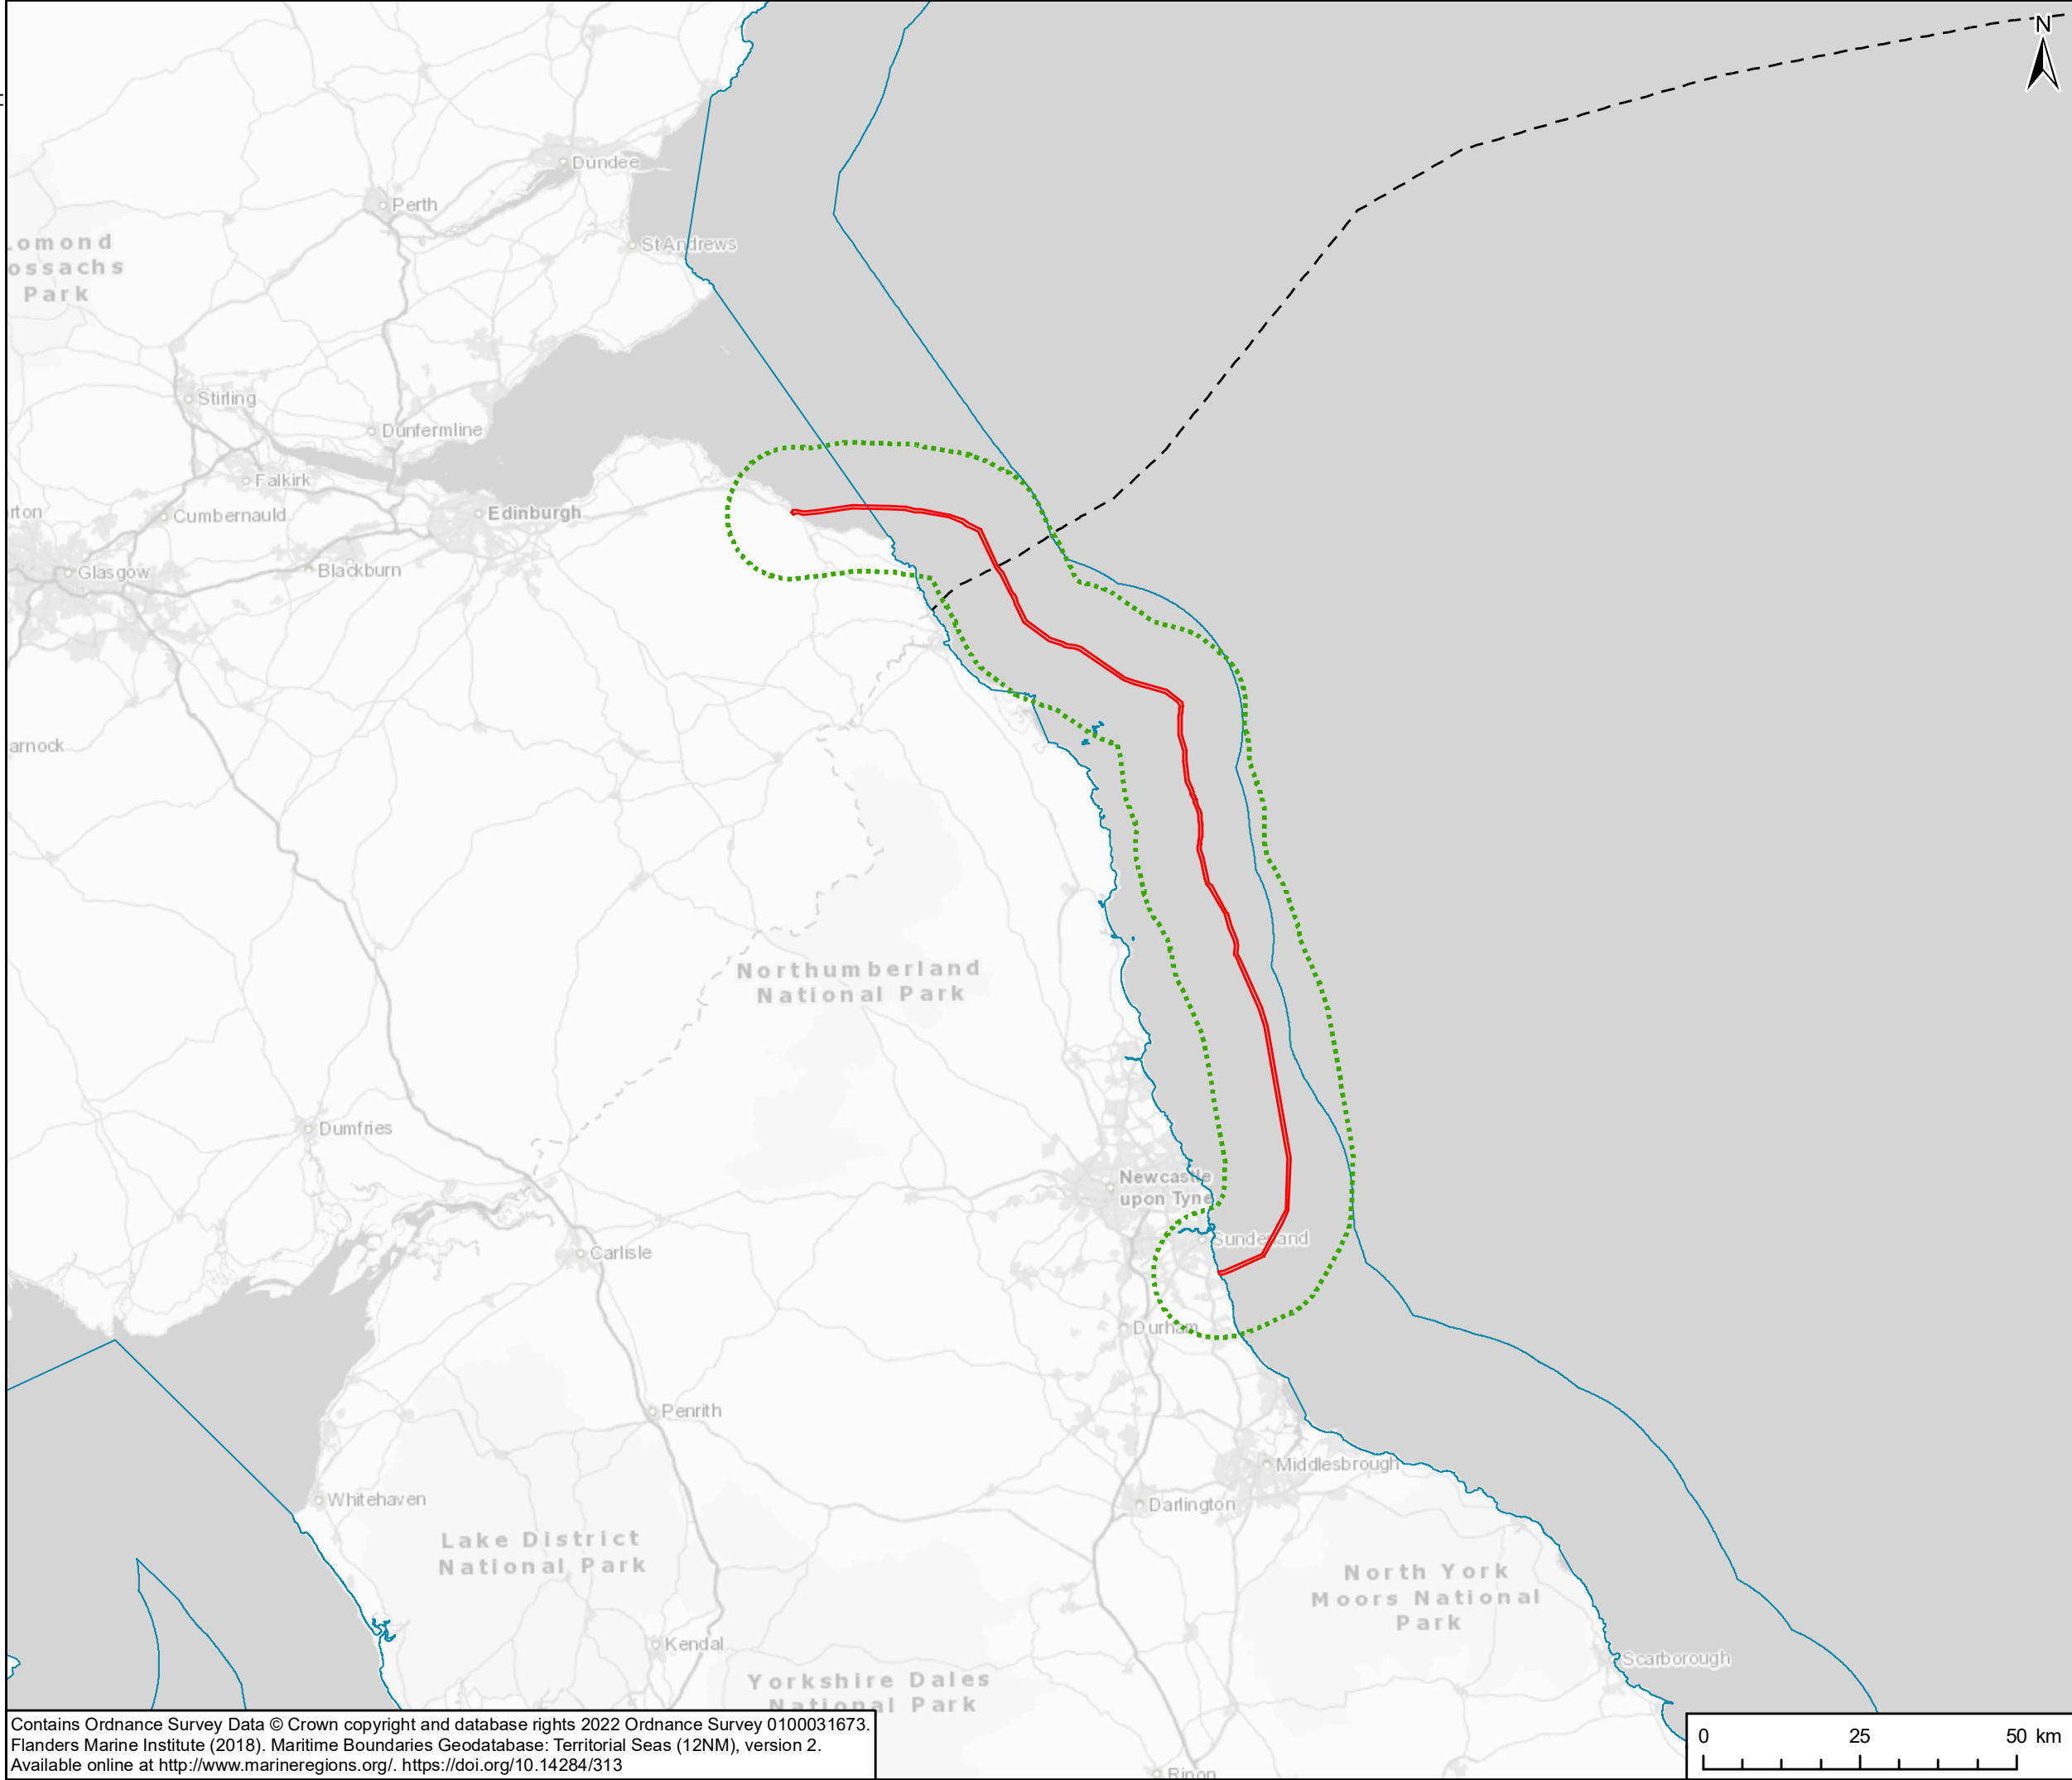 N
Dundee
Perth
St Andrews
omond
ossachs
Park
Stirling
Dunfermline
Falkirk
rton
Cumbernauld
Edinburgh
Glasgow
Blackburn
arnock
Northumberland
National Park
Dumfries
Newcastle
upon Tyne
Sunderland
Carlisle
Durham
Penrith
Middlesbrough
Whitehaven
Darlington
Lake District
National Park
North York
Moors National
Park
Kendal
Scarborough
Yorkshire Dales
National Park
Ripon
Contains Ordnance Survey Data © Crown copyright and database rights 2022 Ordnance Survey 0100031673.
Flanders Marine Institute (2018). Maritime Boundaries Geodatabase: Territorial Seas (12NM), version 2.
Available online at http://www.marineregions.org/. https://doi.org/10.14284/313
0 25 50 km